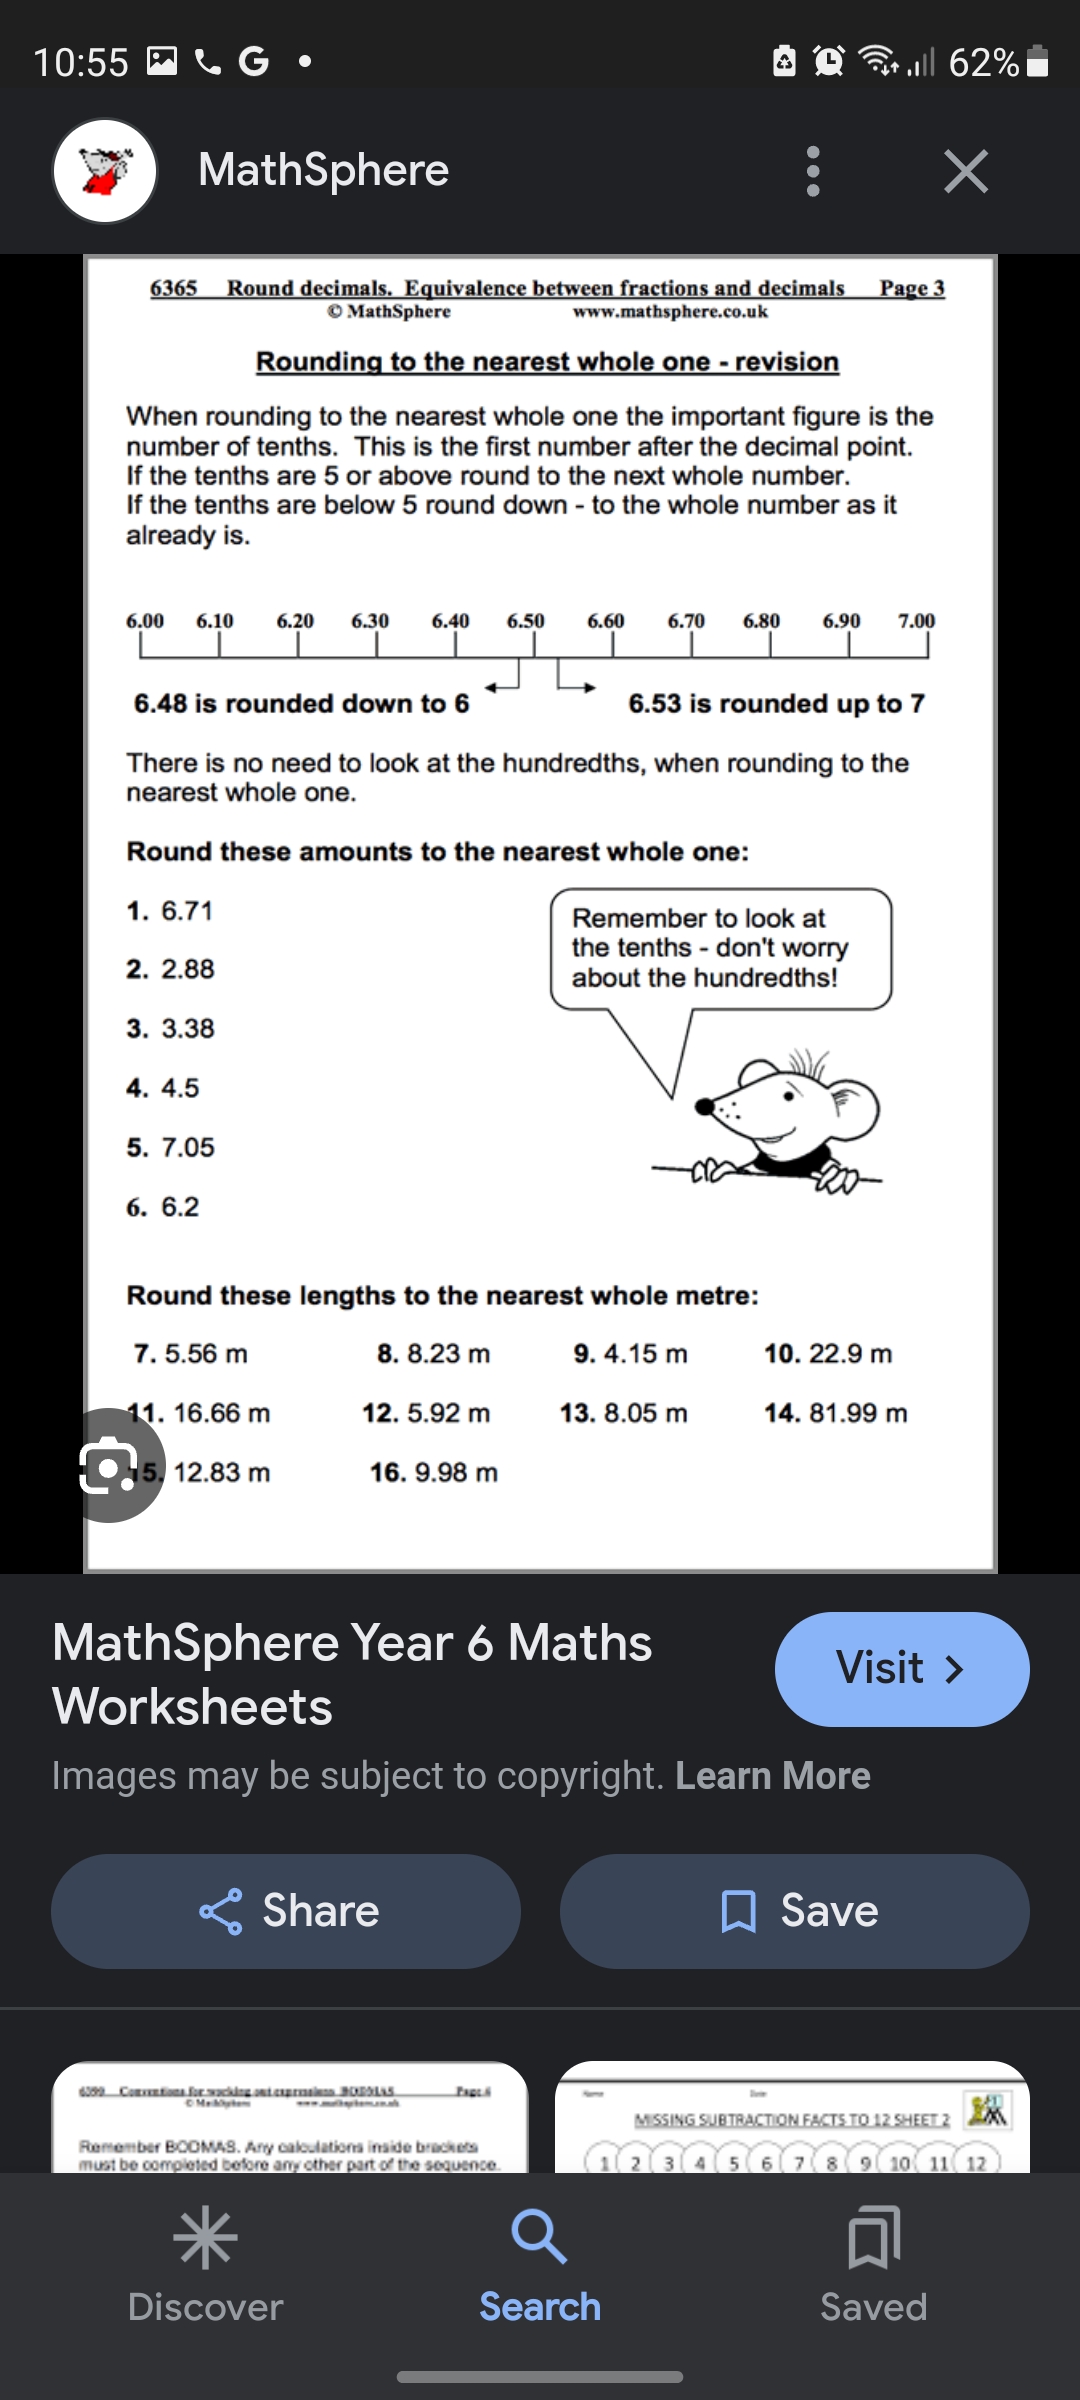 10:55 G 62%
MathSphere
6365 Round decimals. Equivalence between fractions and decimals Page 3
© MathSphere www.mathsphere.co.uk
Rounding to the nearest whole one - revision
When rounding to the nearest whole one the important figure is the
number of tenths. This is the first number after the decimal point.
If the tenths are 5 or above round to the next whole number.
If the tenths are below 5 round down - to the whole number as it
already is.
6.00 6.10 6.20 6.30 6.40 6.50 6.60 6.70 6.80 6.90 7.00
6.48 is rounded down to 6 6.53 is rounded up to 7
There is no need to look at the hundredths, when rounding to the
nearest whole one.
Round these amounts to the nearest whole one:
1. 6.71
2. 2.88
3. 3.38
4. 4.5
5. 7.05
6. 6.2
Remember to look at
the tenths - don't worry
about the hundredths!
Round these lengths to the nearest whole metre:
7. 5.56 m 8. 8.23 m 9. 4.15 m 10. 22.9 m
11. 16.66 m 12. 5.92 m 13. 8.05 m 14. 81.99 m
15. 12.83 m 16. 9.98 m
MathSphere Year 6 Maths
Worksheets
Visit
Images may be subject to copyright. Learn More
Share Save
6390 Conventions for working out expressions BODMAS Page 4
© MathSphere www.mathsphere.co.uk
Remember BODMAS. Any calculations inside brackets
must be completed before any other part of the sequence.
Name Date
MISSING SUBTRACTION FACTS TO 12 SHEET 2
1 2 3 4 5 6 7 8 9 10 11 12
Discover Search Saved